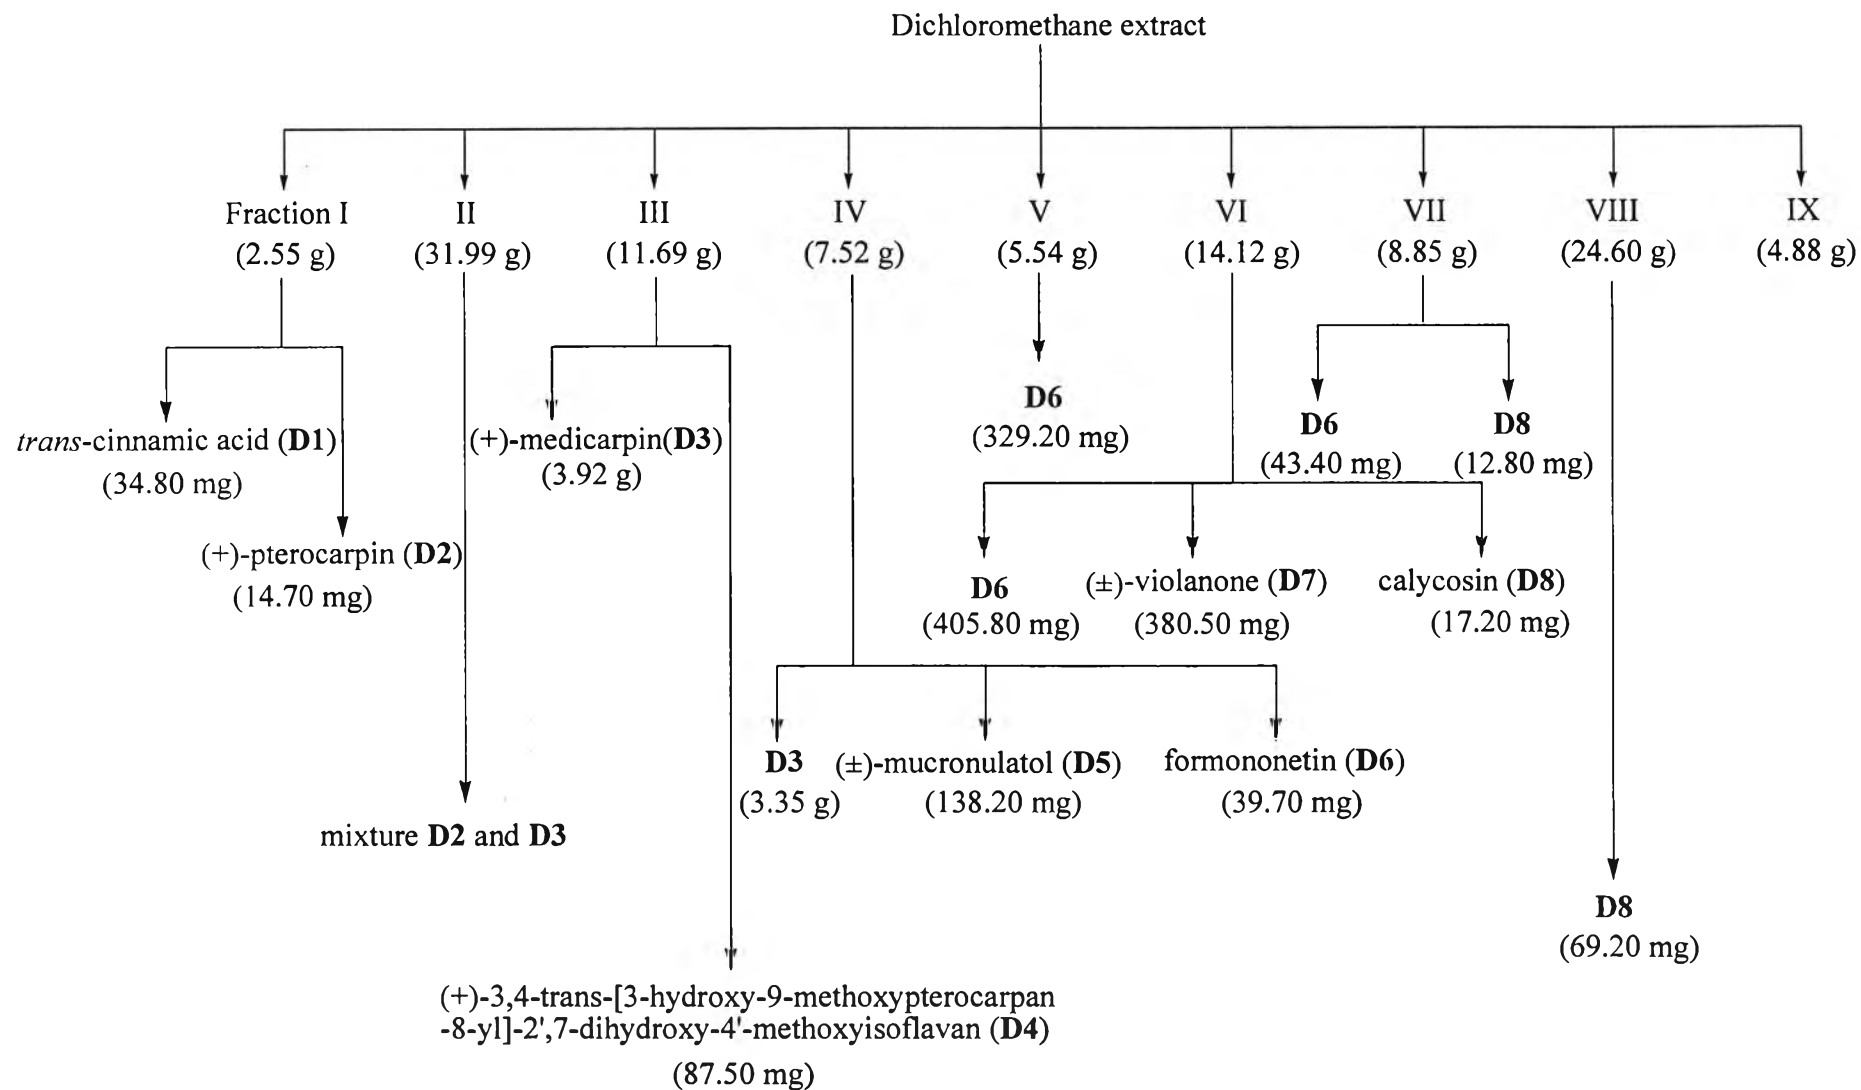 Dichloromethane extract
Fraction I
(2.55 g)
II
(31.99 g)
III
(11.69 g)
IV
(7.52 g)
V
(5.54 g)
VI
(14.12 g)
VII
(8.85 g)
VIII
(24.60 g)
IX
(4.88 g)
trans-cinnamic acid (D1)
(34.80 mg)
(+)-pterocarpin (D2)
(14.70 mg)
mixture D2 and D3
(+)-medicarpin(D3)
(3.92 g)
(+)-3,4-trans-[3-hydroxy-9-methoxypterocarpan
-8-yl]-2',7-dihydroxy-4'-methoxyisoflavan (D4)
(87.50 mg)
D3
(3.35 g)
(±)-mucronulatol (D5)
(138.20 mg)
formononetin (D6)
(39.70 mg)
D6
(329.20 mg)
D6
(405.80 mg)
(±)-violanone (D7)
(380.50 mg)
calycosin (D8)
(17.20 mg)
D6
(43.40 mg)
D8
(12.80 mg)
D8
(69.20 mg)